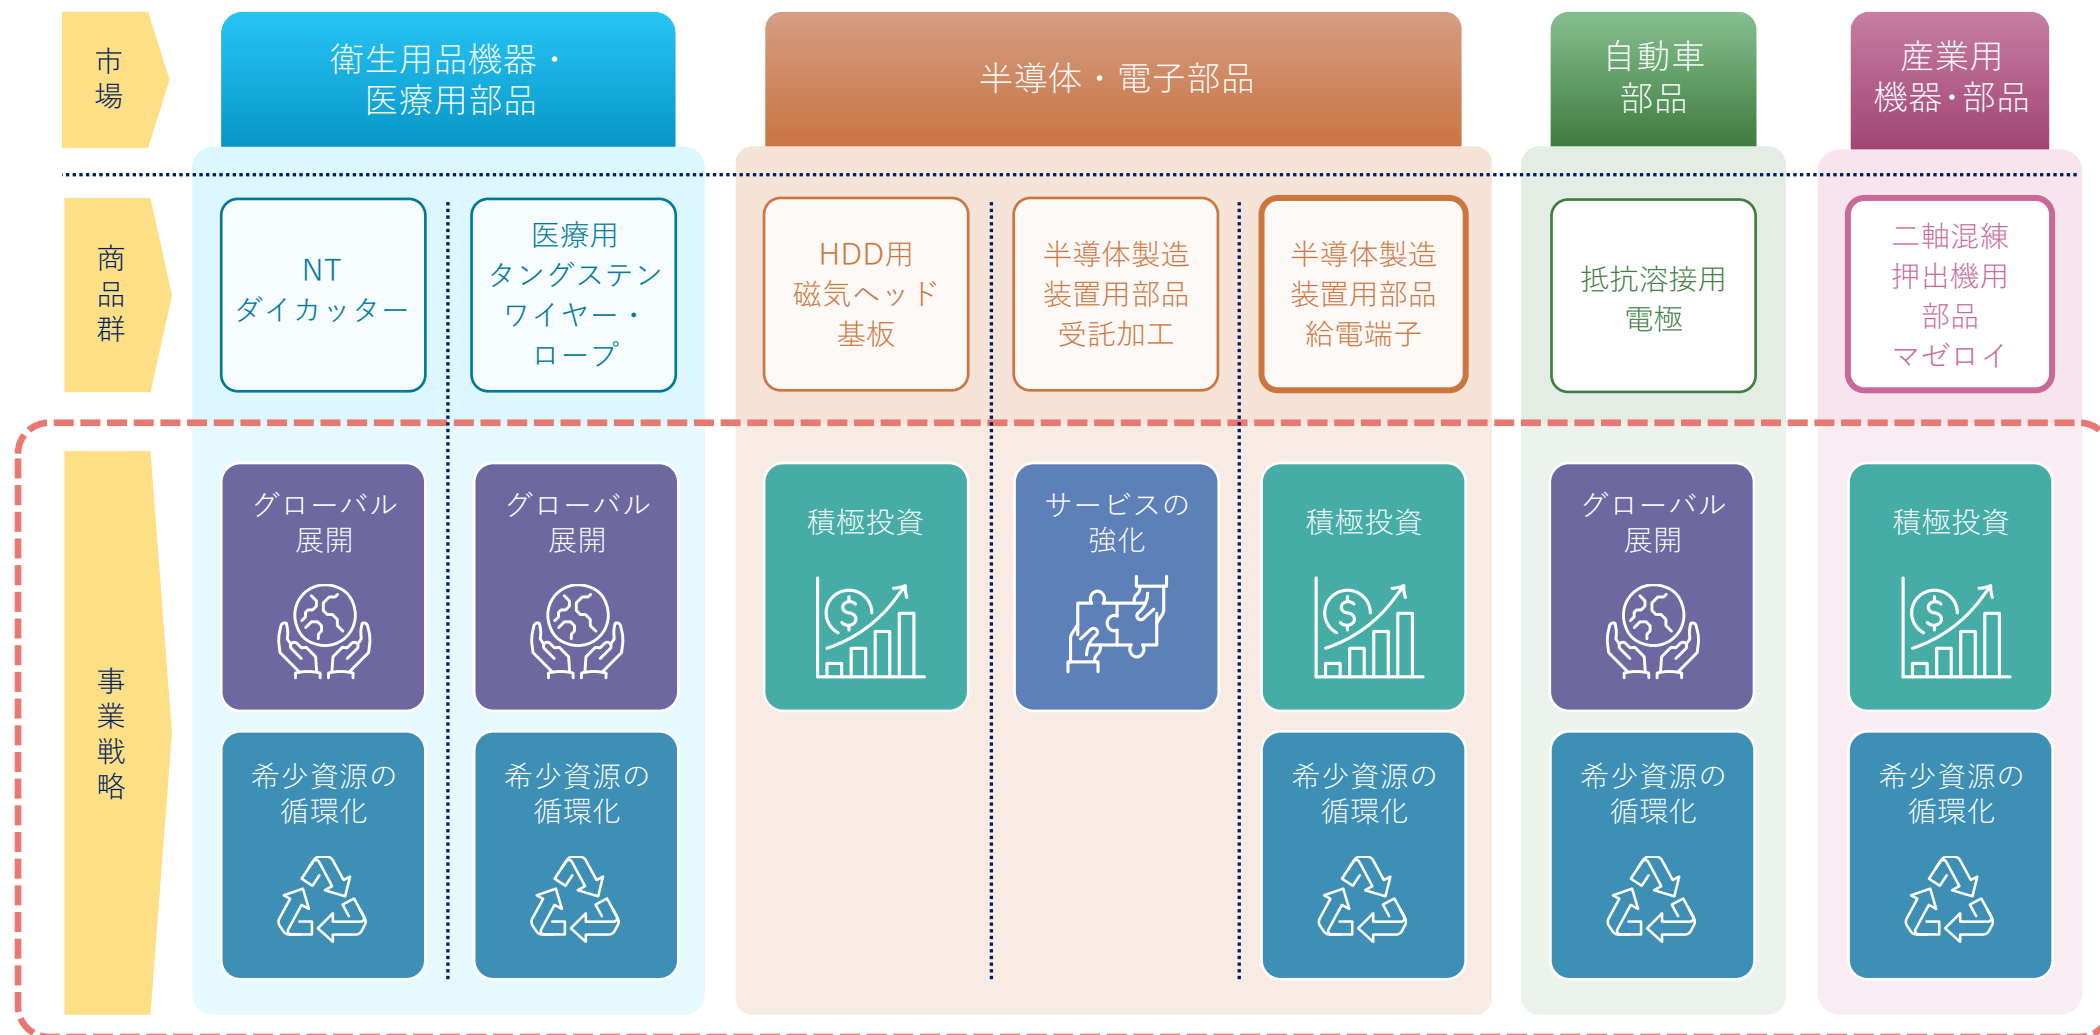 市
場
衛生用品機器・
医療用部品
半導体・電子部品
自動車
部品
産業用
機器・部品
商
品
群
NT
ダイカッター
医療用
タングステン
ワイヤー・
ロープ
HDD用
磁気ヘッド
基板
半導体製造
装置用部品
受託加工
半導体製造
装置用部品
給電端子
抵抗溶接用
電極
二軸混練
押出機用
部品
マゼロイ
事
業
戦
略
グローバル
展開
グローバル
展開
積極投資
サービスの
強化
積極投資
グローバル
展開
積極投資
希少資源の
循環化
希少資源の
循環化
希少資源の
循環化
希少資源の
循環化
希少資源の
循環化